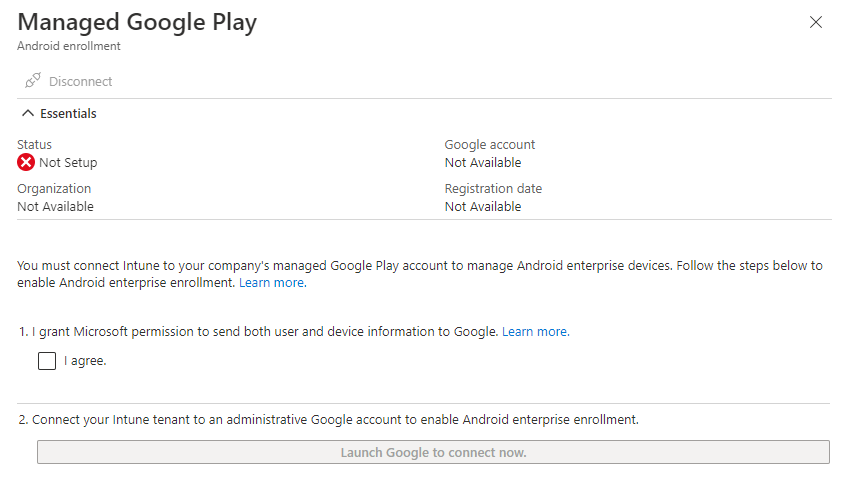 Managed Google Play
Android enrollment
Disconnect
Essentials
Status
Not Setup
Google account
Not Available
Organization
Not Available
Registration date
Not Available
You must connect Intune to your company's managed Google Play account to manage Android enterprise devices. Follow the steps below to
enable Android enterprise enrollment. Learn more.
1. I grant Microsoft permission to send both user and device information to Google. Learn more.
I agree.
2. Connect your Intune tenant to an administrative Google account to enable Android enterprise enrollment.
Launch Google to connect now.